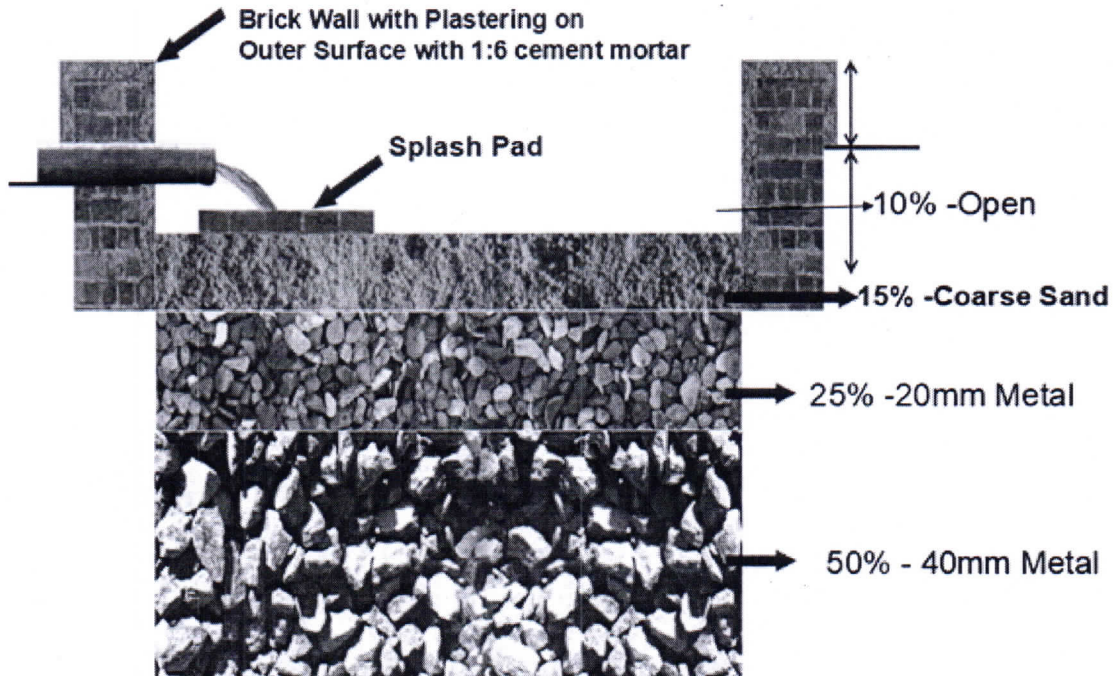 Brick Wall with Plastering on
Outer Surface with 1:6 cement mortar
Splash Pad
10% -Open
15% -Coarse Sand
25% -20mm Metal
50% - 40mm Metal